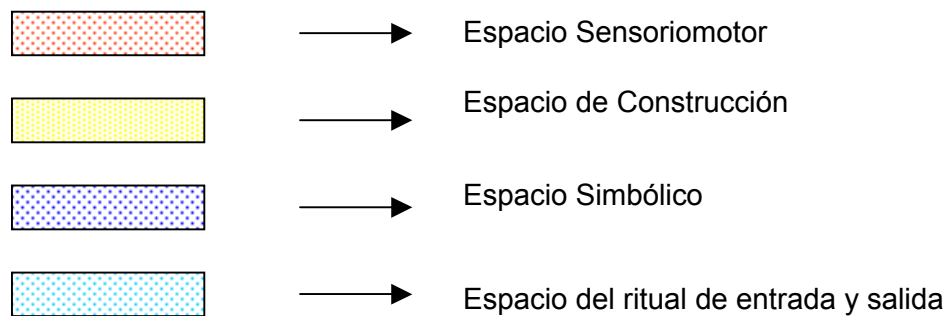 Espacio Sensoriomotor
Espacio de Construcción
Espacio Simbólico
Espacio del ritual de entrada y salida